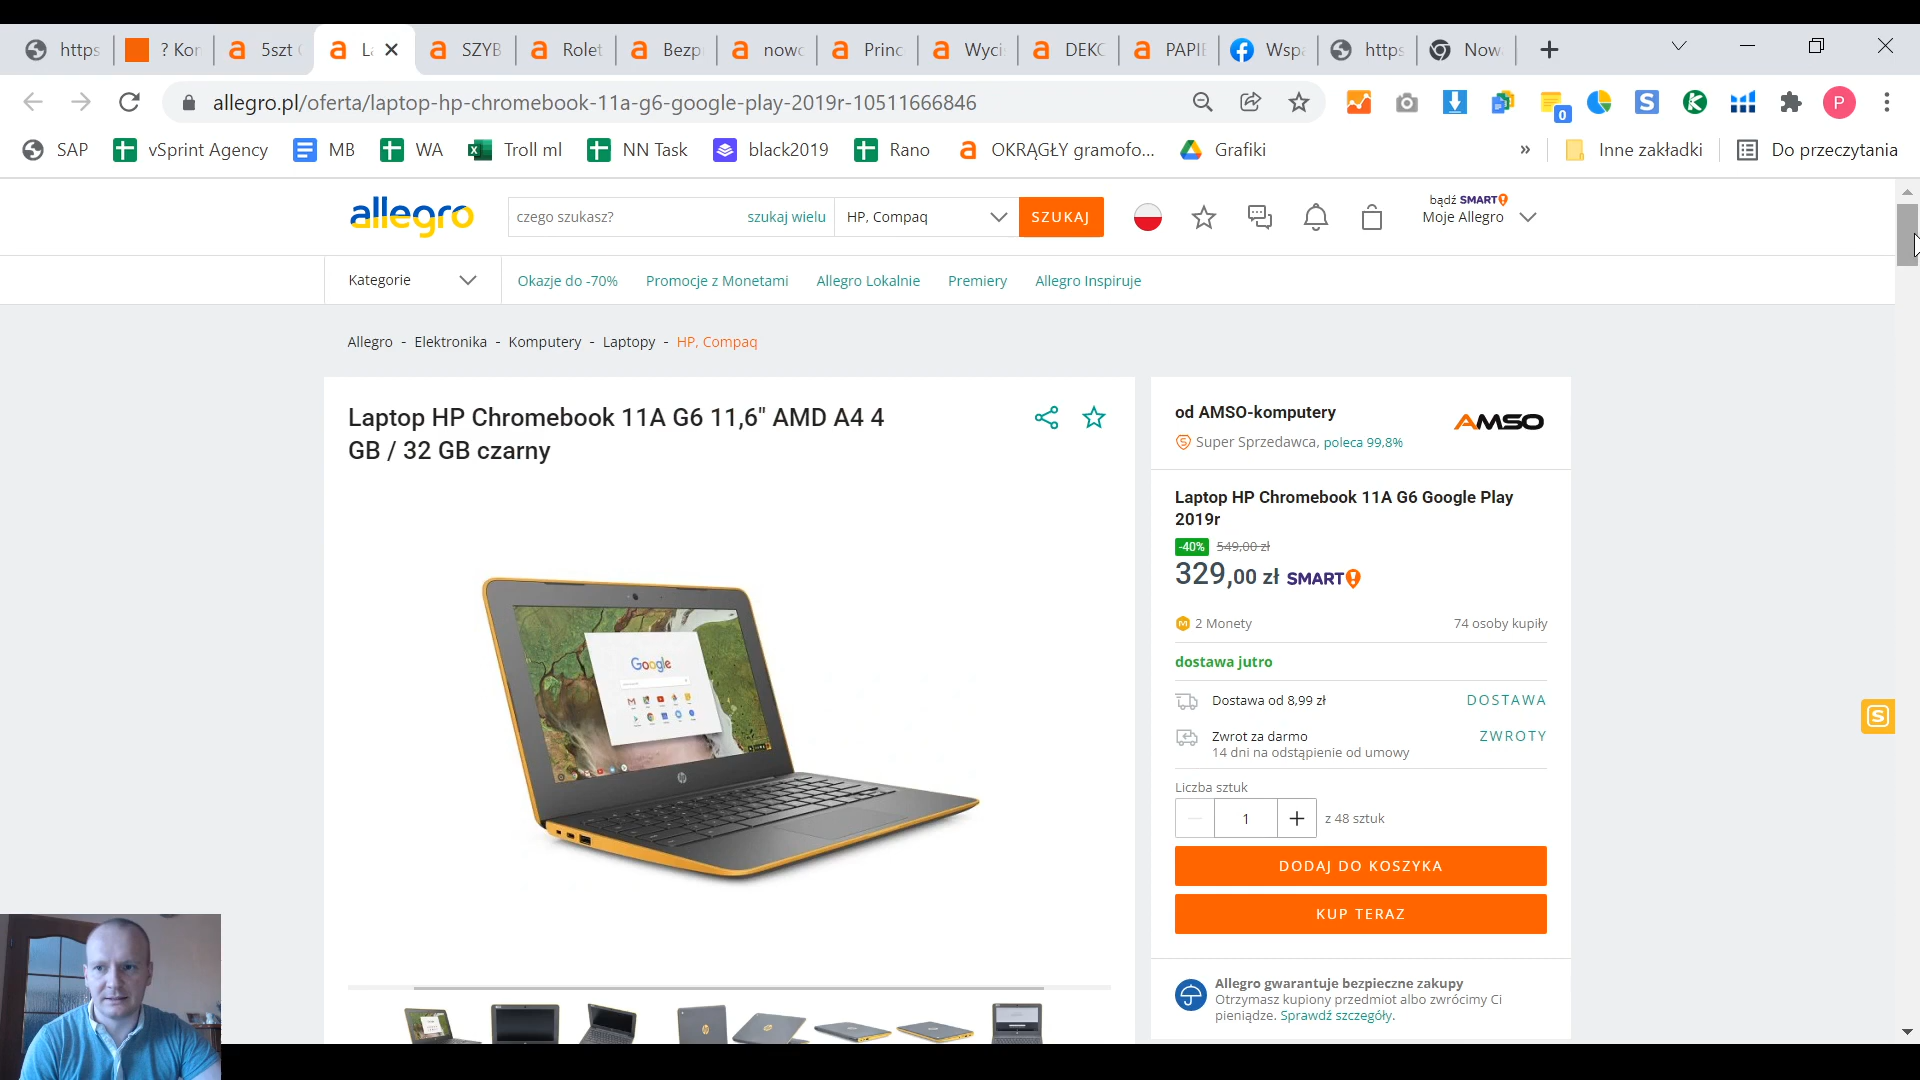 https
? Kor
5szt
La
SZYB
Rolet
Bezp
nowo
Princ
Wyci
DEKO
PAPIE
Wspa
https
Now
allegro.pl/oferta/laptop-hp-chromebook-11a-g6-google-play-2019r-10511666846
0
P
SAP
vSprint Agency
MB
WA
Troll ml
NN Task
black2019
Rano
OKRĄGŁY gramofo...
Grafiki
»
Inne zakładki
Do przeczytania
allegro
czego szukasz?
szukaj wielu
HP, Compaq
SZUKAJ
bądź SMART!
Moje Allegro
Kategorie
Okazje do -70%
Promocje z Monetami
Allegro Lokalnie
Premiery
Allegro Inspiruje
Allegro - Elektronika - Komputery - Laptopy - HP, Compaq
Laptop HP Chromebook 11A G6 11,6" AMD A4 4
GB / 32 GB czarny
Google
hp
od AMSO-komputery
AMSO
Super Sprzedawca, poleca 99,8%
Laptop HP Chromebook 11A G6 Google Play
2019r
-40% 549,00 zł
329,00 zł SMART!
2 Monety
74 osoby kupiły
dostawa jutro
Dostawa od 8,99 zł
DOSTAWA
Zwrot za darmo
14 dni na odstąpienie od umowy
ZWROTY
Liczba sztuk
1
z 48 sztuk
DODAJ DO KOSZYKA
KUP TERAZ
Allegro gwarantuje bezpieczne zakupy
Otrzymasz kupiony przedmiot albo zwrócimy Ci
pieniądze. Sprawdź szczegóły.